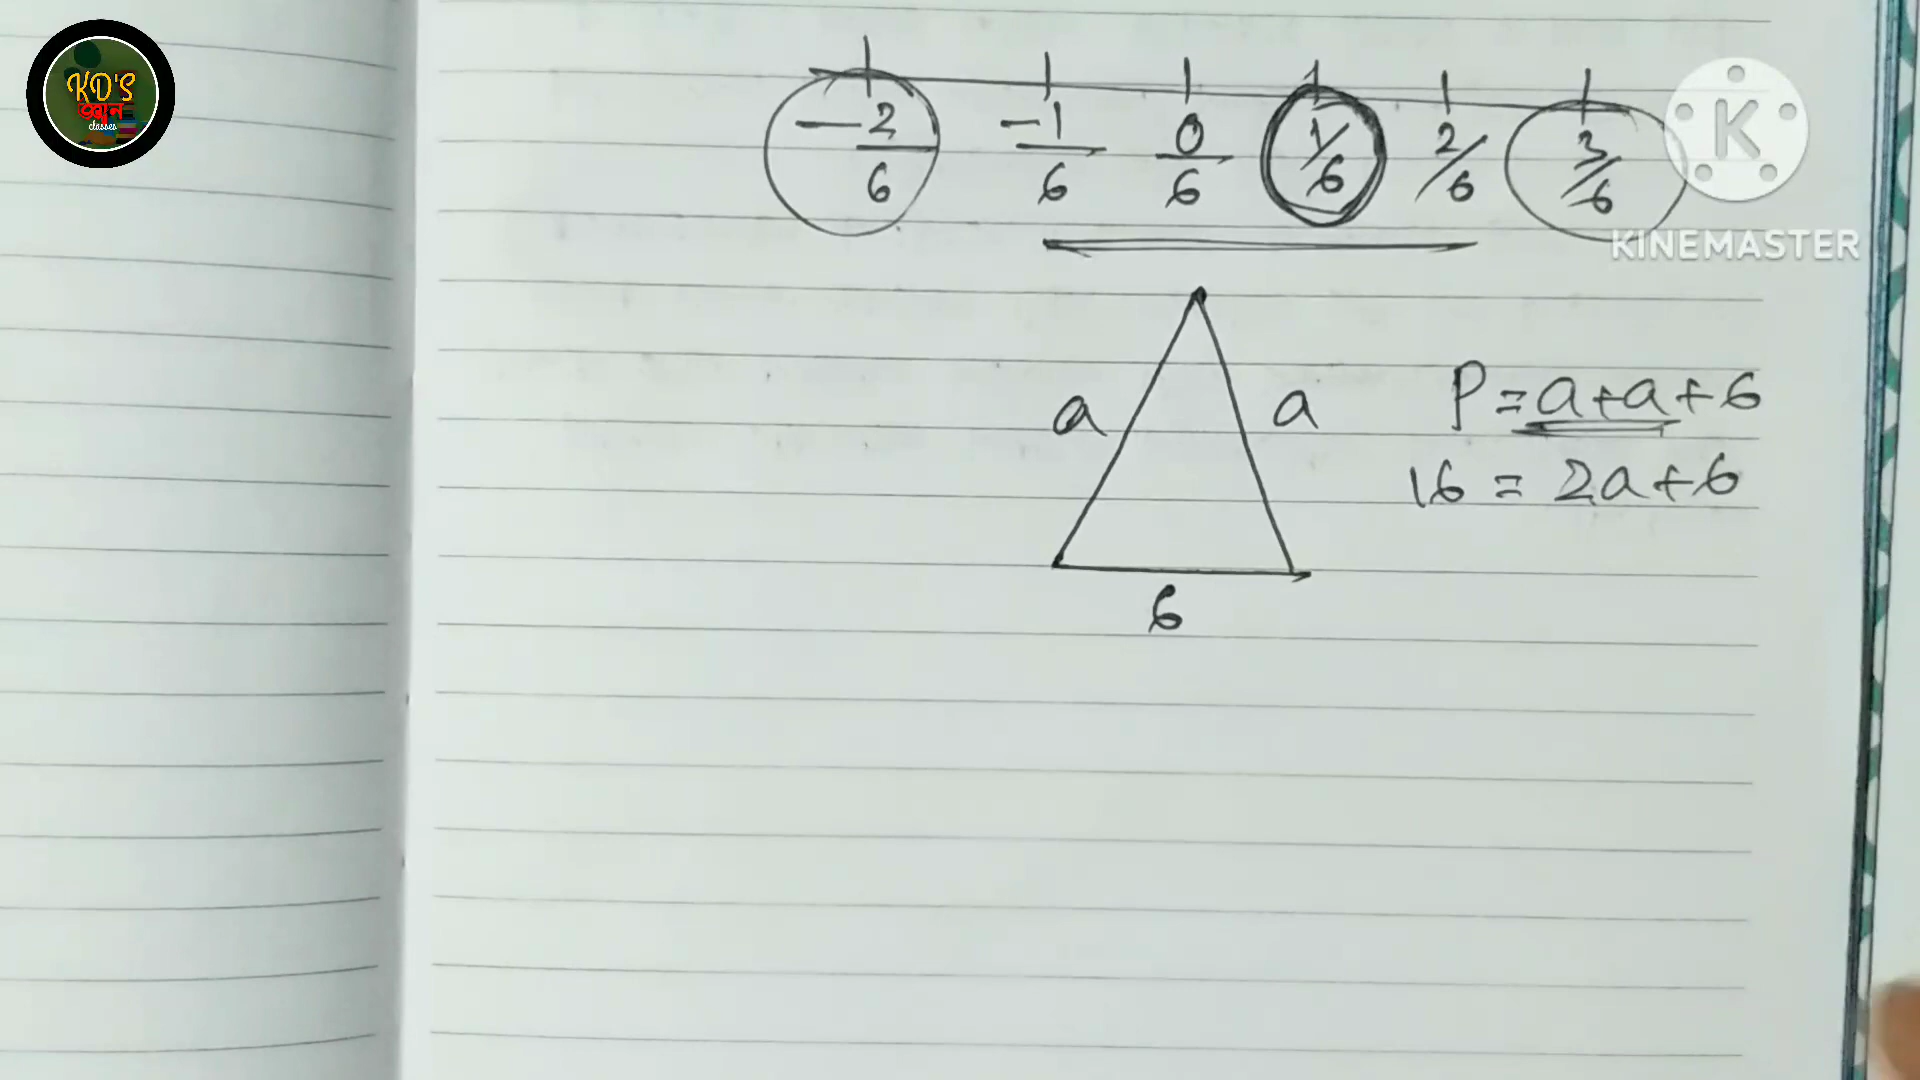 KD'S
জ্ঞান
classes
-2/6 -1/6 0/6 1/6 2/6 3/6
K
KINEMASTER
a a
P = a + a + 6
16 = 2a + 6
6